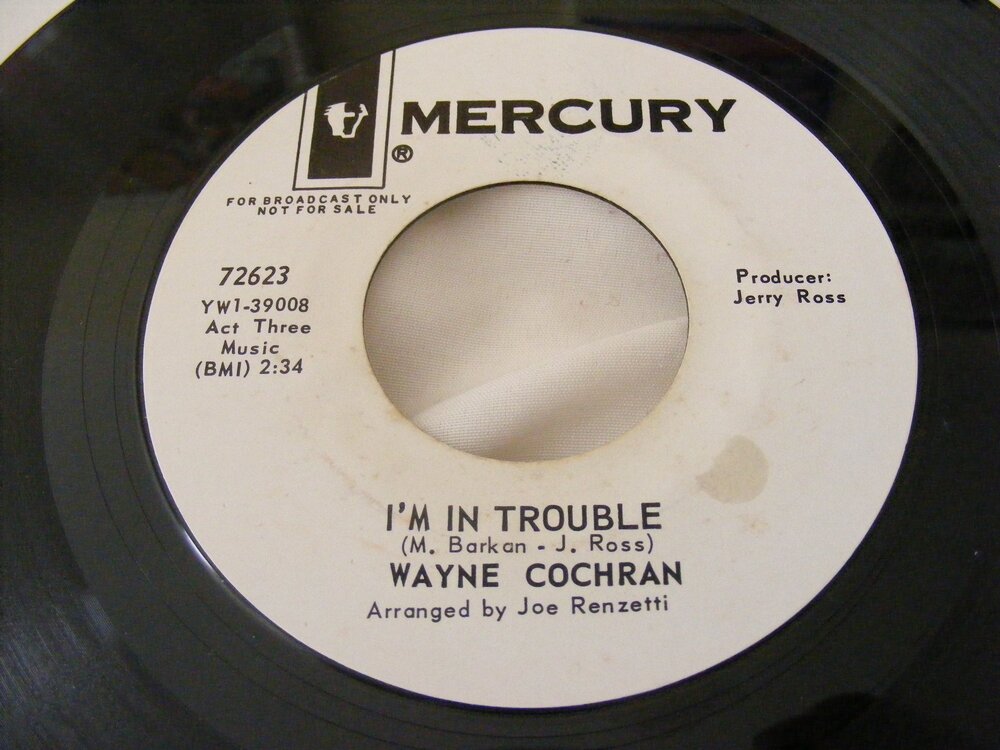 MERCURY
®
FOR BROADCAST ONLY
NOT FOR SALE
72623
YW1-39008
Act Three
Music
(BMI) 2:34
Producer:
Jerry Ross
I'M IN TROUBLE
(M. Barkan - J. Ross)
WAYNE COCHRAN
Arranged by Joe Renzetti